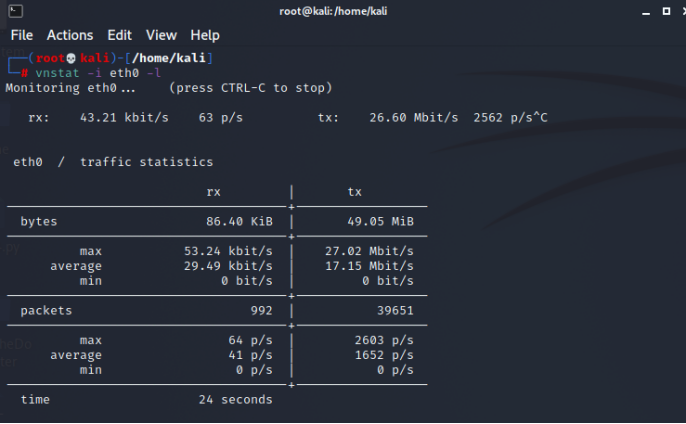 root@kali: /home/kali
File Actions Edit View Help
(root💀kali)-[/home/kali]
# vnstat -i eth0 -l
Monitoring eth0... (press CTRL-C to stop)
rx: 43.21 kbit/s 63 p/s tx: 26.60 Mbit/s 2562 p/s^C
eth0 / traffic statistics
rx | tx
bytes 86.40 KiB | 49.05 MiB
max 53.24 kbit/s | 27.02 Mbit/s
average 29.49 kbit/s | 17.15 Mbit/s
min 0 bit/s | 0 bit/s
packets 992 | 39651
max 64 p/s | 2603 p/s
average 41 p/s | 1652 p/s
min 0 p/s | 0 p/s
time 24 seconds